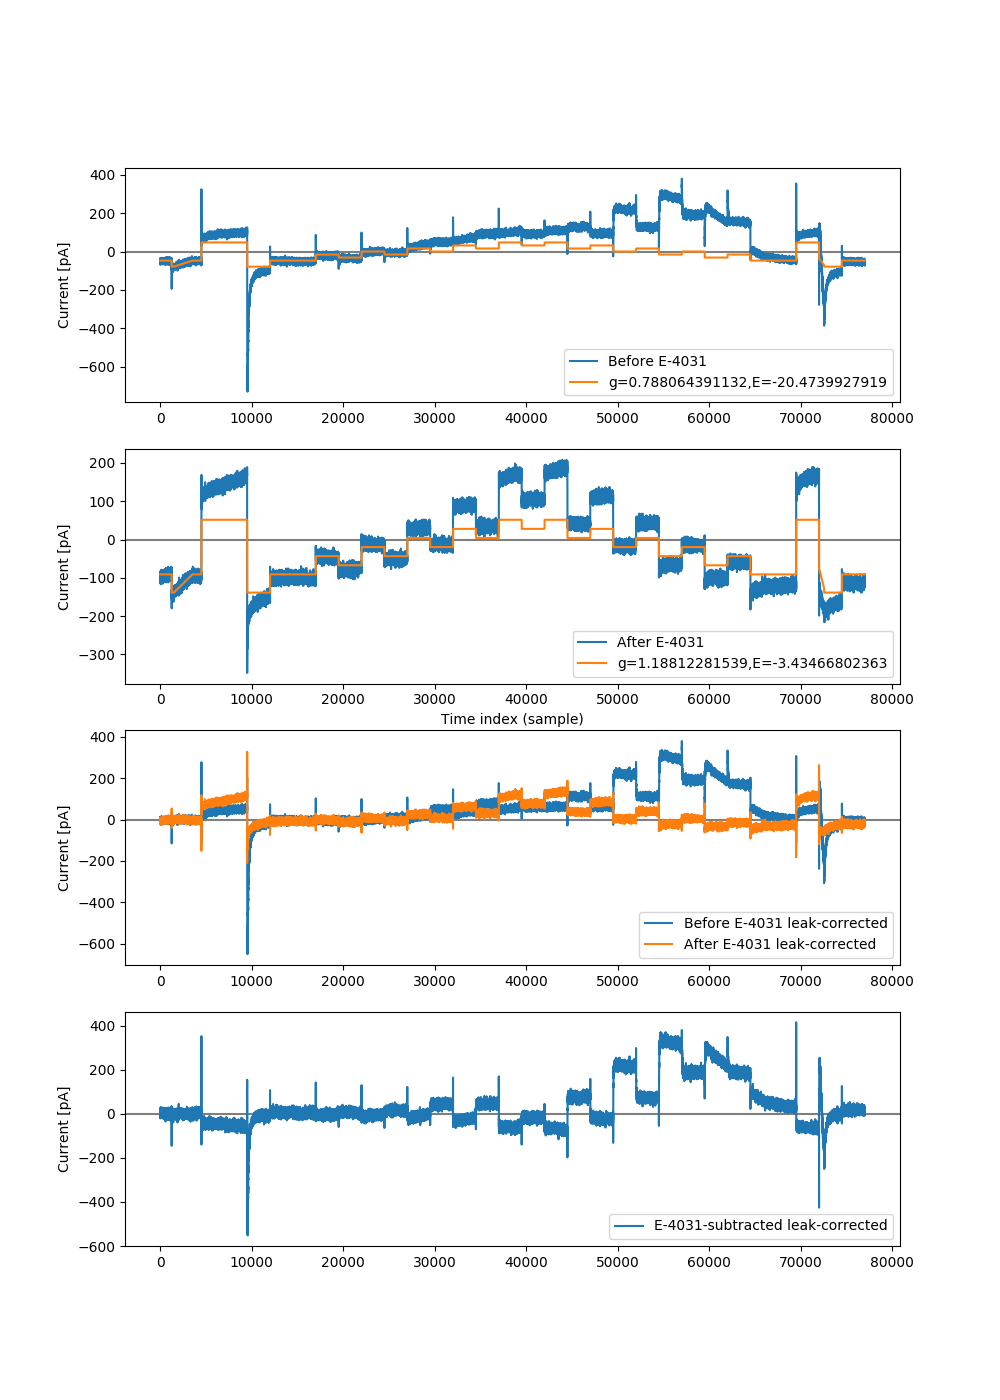 400
200
0
−200
−400
−600
Current [pA]
Before E-4031
g=0.788064391132,E=-20.4739927919
0 10000 20000 30000 40000 50000 60000 70000 80000
200
100
0
−100
−200
−300
Current [pA]
After E-4031
g=1.18812281539,E=-3.43466802363
0 10000 20000 30000 40000 50000 60000 70000 80000
Time index (sample)
400
200
0
−200
−400
−600
Current [pA]
Before E-4031 leak-corrected
After E-4031 leak-corrected
0 10000 20000 30000 40000 50000 60000 70000 80000
400
200
0
−200
−400
−600
Current [pA]
E-4031-subtracted leak-corrected
0 10000 20000 30000 40000 50000 60000 70000 80000